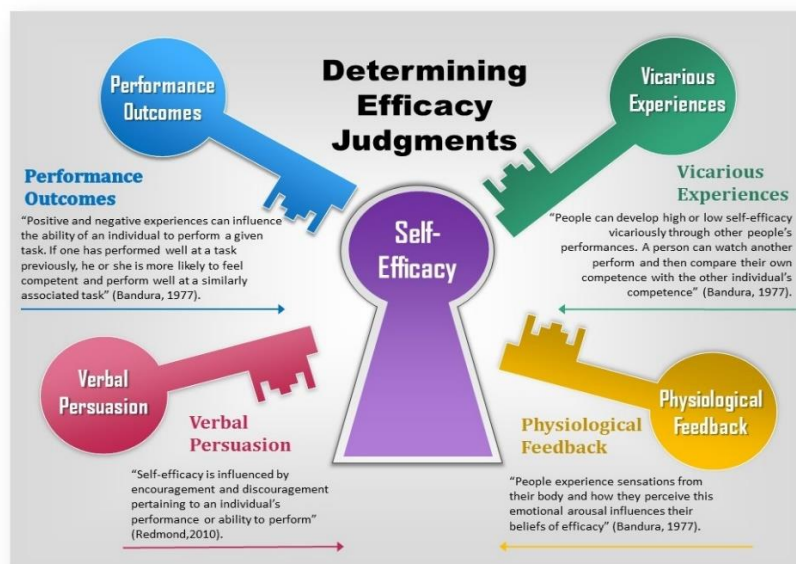 Determining
Efficacy
Judgments
Performance
Outcomes
Vicarious
Experiences
Performance
Outcomes
“Positive and negative experiences can influence
the ability of an individual to perform a given
task. If one has performed well at a task
previously, he or she is more likely to feel
competent and perform well at a similarly
associated task” (Bandura, 1977).
Self-
Efficacy
Vicarious
Experiences
“People can develop high or low self-efficacy
vicariously through other people’s
performances. A person can watch another
perform and then compare their own
competence with the other individual’s
competence” (Bandura, 1977).
Verbal
Persuasion
Verbal
Persuasion
“Self-efficacy is influenced by
encouragement and discouragement
pertaining to an individual’s
performance or ability to perform”
(Redmond,2010).
Physiological
Feedback
Physiological
Feedback
“People experience sensations from
their body and how they perceive this
emotional arousal influences their
beliefs of efficacy” (Bandura, 1977).